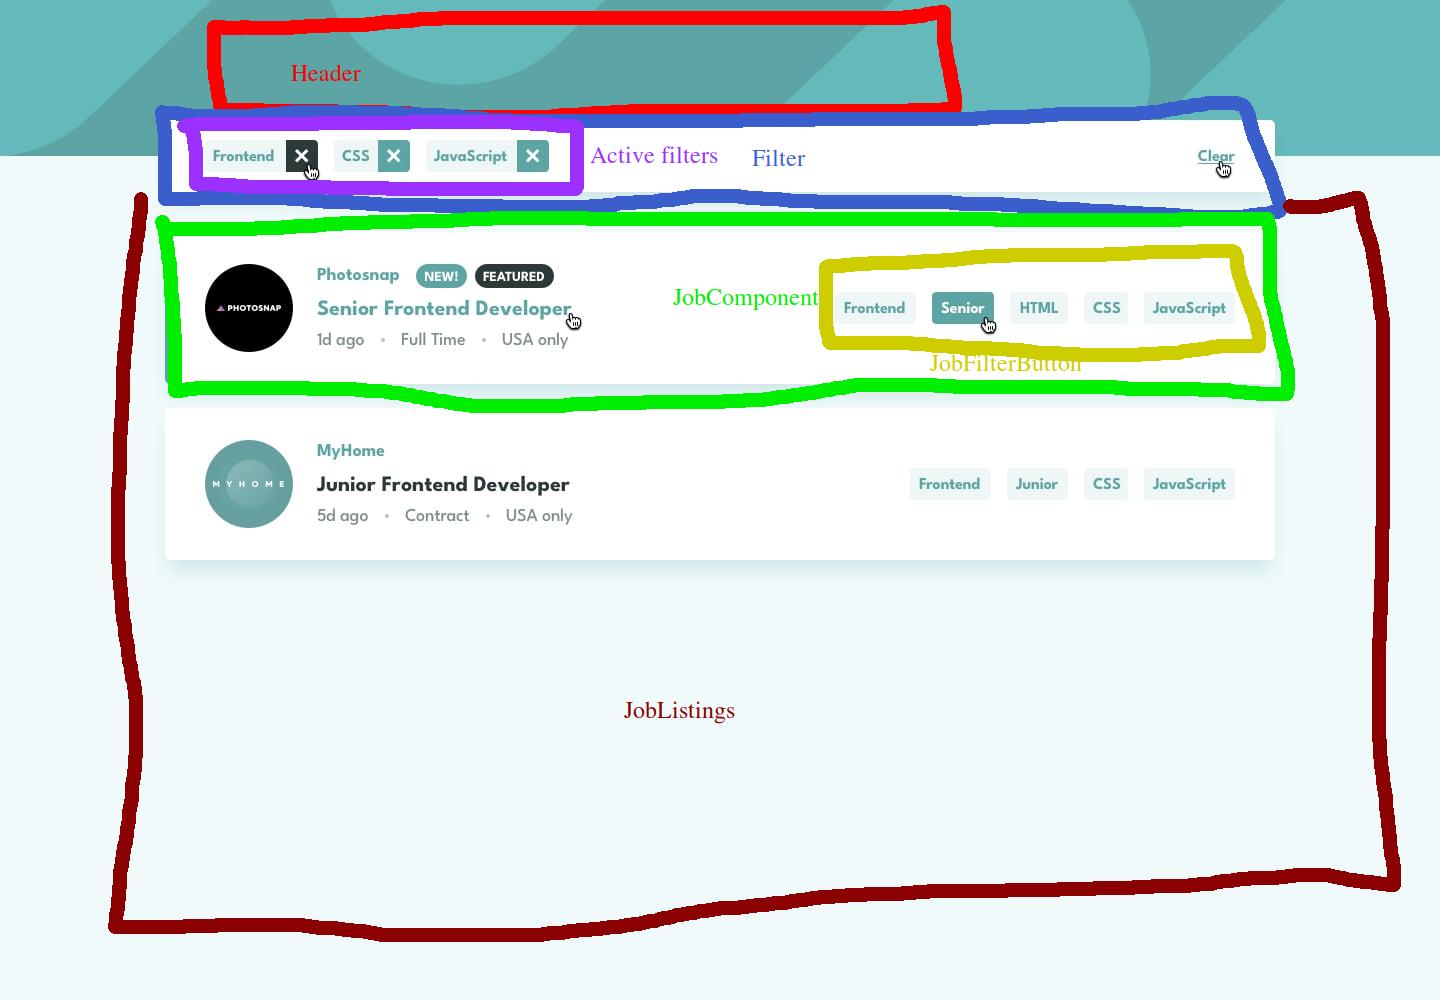 Header
Frontend CSS JavaScript Active filters Filter Clear
Photosnap NEW! FEATURED
PHOTOSNAP
Senior Frontend Developer
1d ago • Full Time • USA only
JobComponent
Frontend Senior HTML CSS JavaScript
JobFilterButton
MyHome
MYHOME
Junior Frontend Developer
5d ago • Contract • USA only
Frontend Junior CSS JavaScript
JobListings